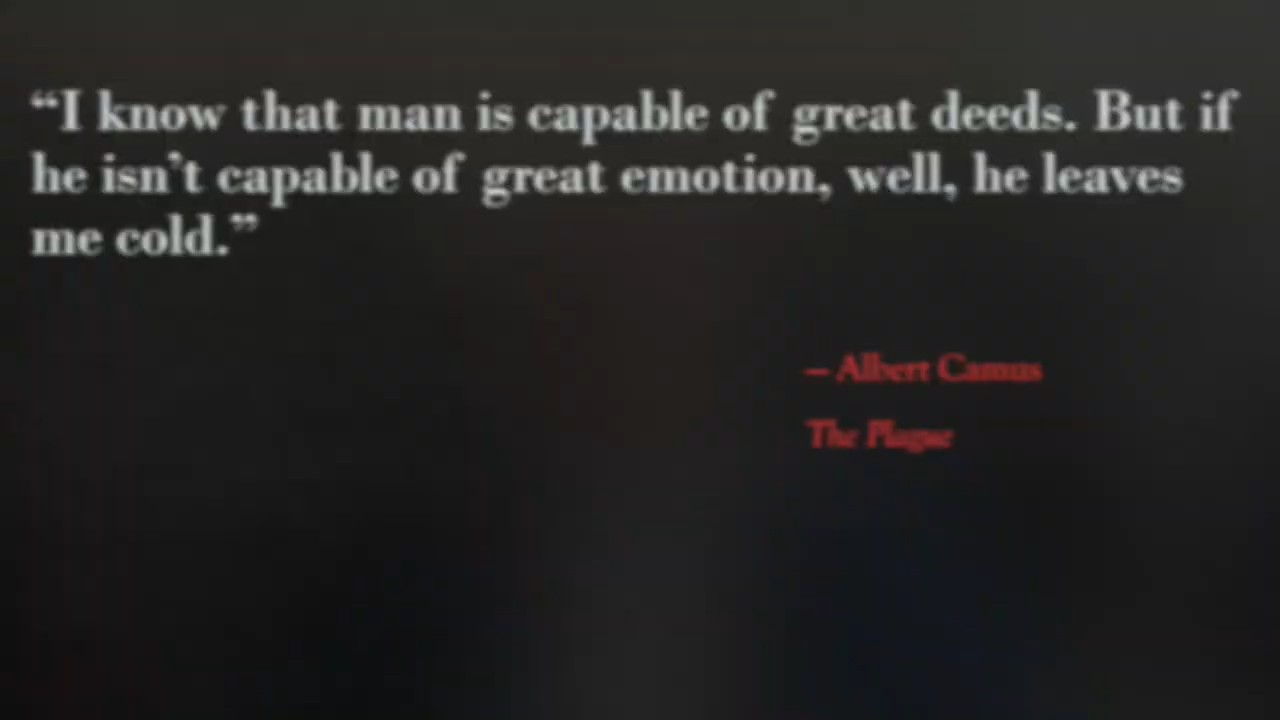 “I know that man is capable of great deeds. But if
he isn’t capable of great emotion, well, he leaves
me cold.”
– Albert Camus
The Plague